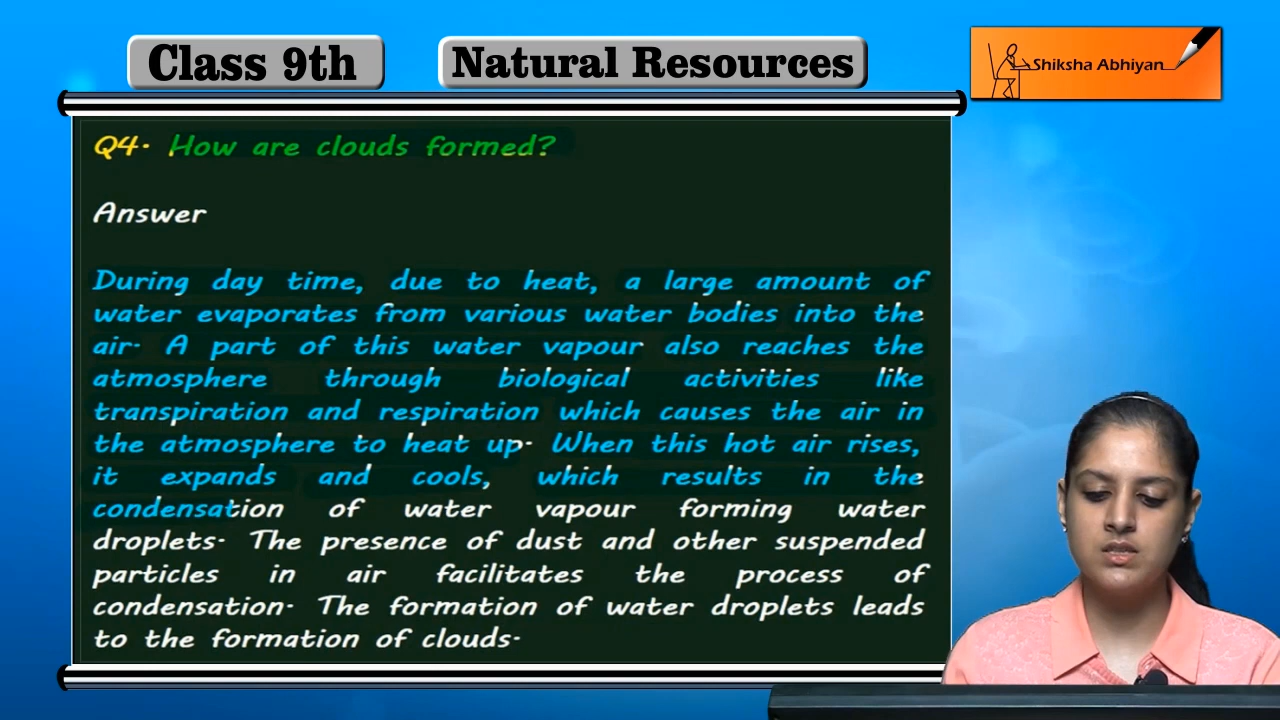 Class 9th
Natural Resources
Shiksha Abhiyan
Q4. How are clouds formed?
Answer
During day time, due to heat, a large amount of
water evaporates from various water bodies into the
air. A part of this water vapour also reaches the
atmosphere through biological activities like
transpiration and respiration which causes the air in
the atmosphere to heat up. When this hot air rises,
it expands and cools, which results in the
condensation of water vapour forming water
droplets. The presence of dust and other suspended
particles in air facilitates the process of
condensation. The formation of water droplets leads
to the formation of clouds.